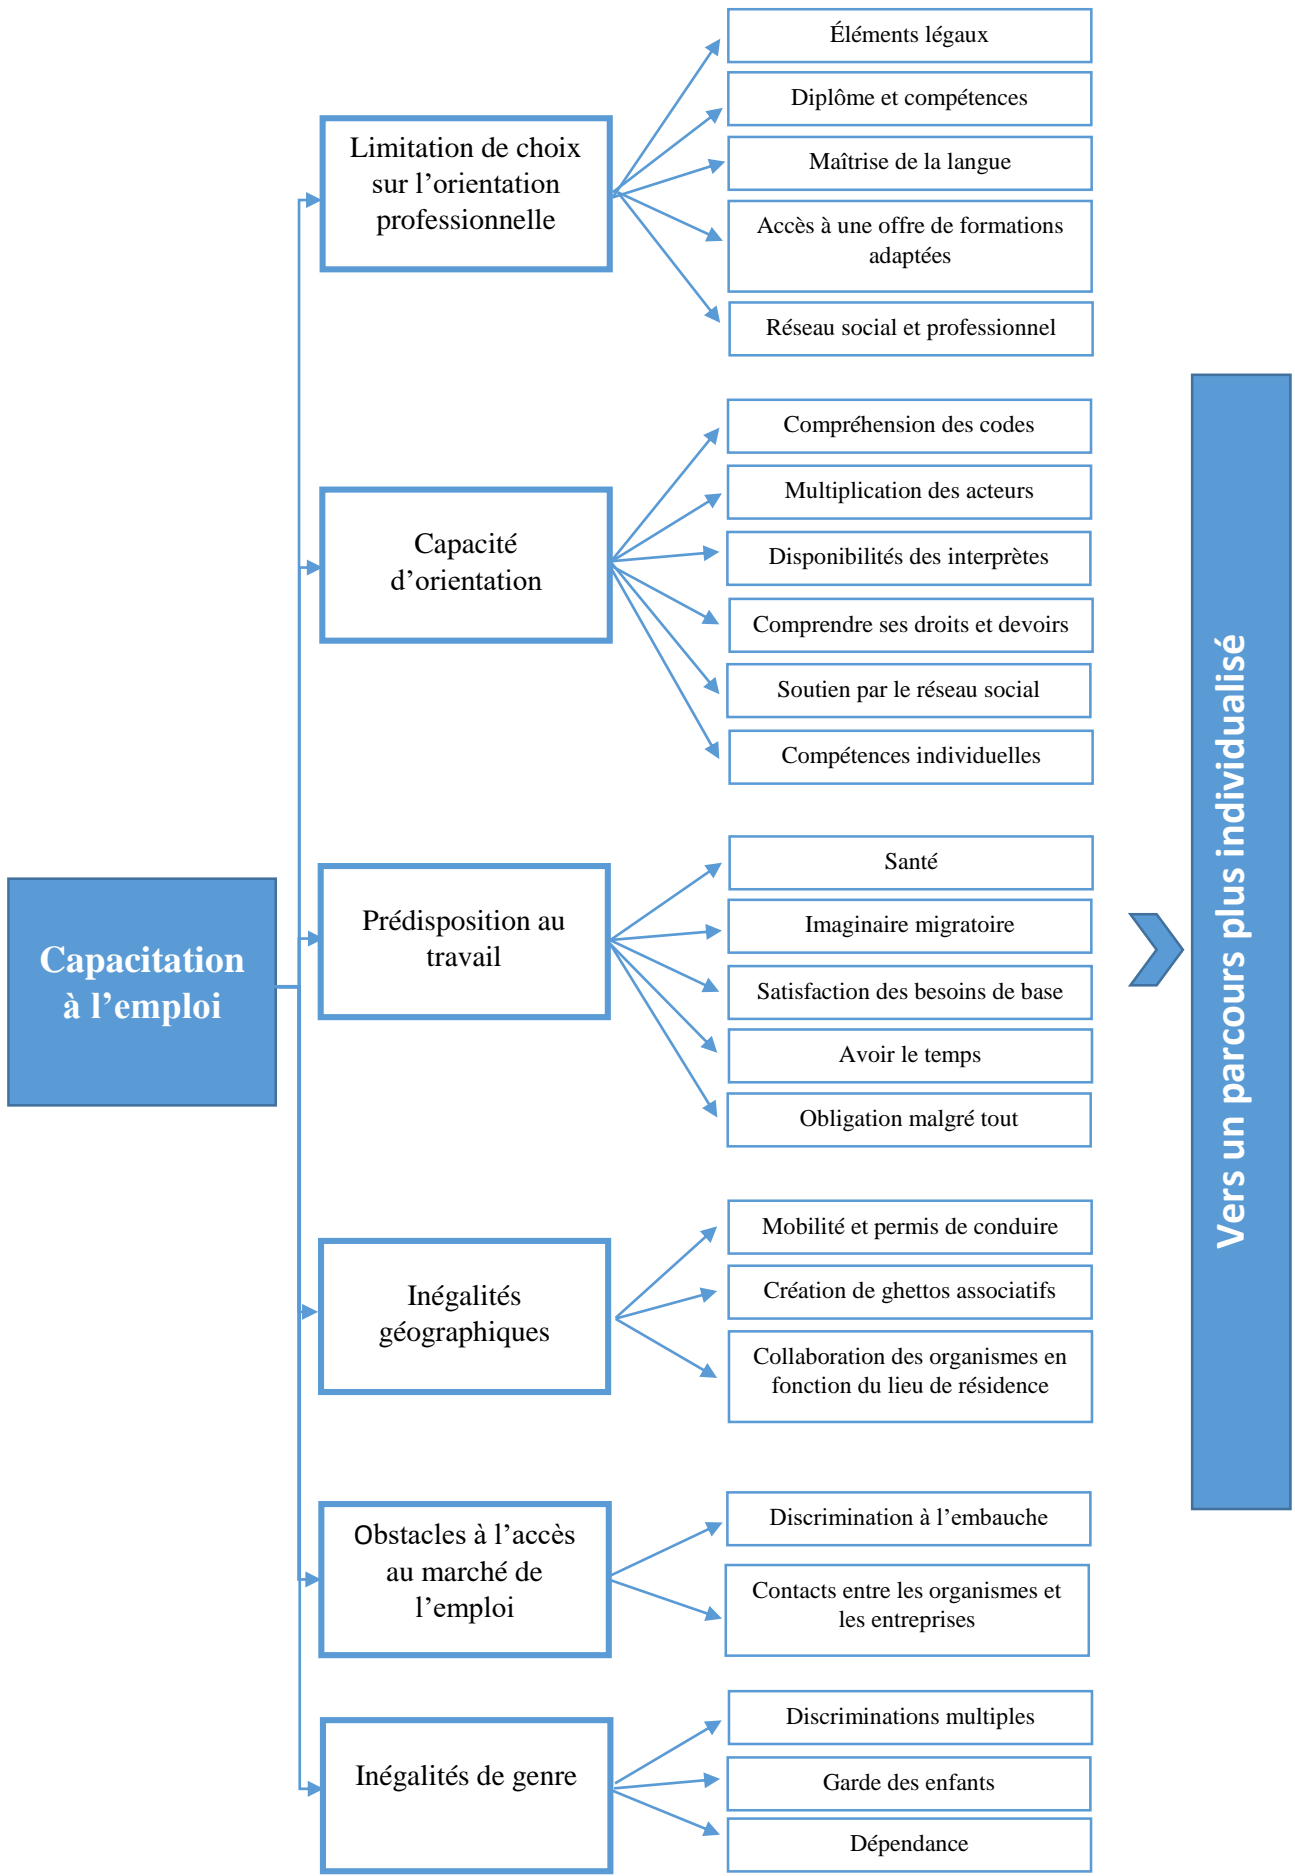 Capacitation
à l’emploi
Limitation de choix
sur l’orientation
professionnelle
Éléments légaux
Diplôme et compétences
Maîtrise de la langue
Accès à une offre de formations
adaptées
Réseau social et professionnel
Capacité
d’orientation
Compréhension des codes
Multiplication des acteurs
Disponibilités des interprètes
Comprendre ses droits et devoirs
Soutien par le réseau social
Compétences individuelles
Prédisposition au
travail
Santé
Imaginaire migratoire
Satisfaction des besoins de base
Avoir le temps
Obligation malgré tout
Inégalités
géographiques
Mobilité et permis de conduire
Création de ghettos associatifs
Collaboration des organismes en
fonction du lieu de résidence
Obstacles à l’accès
au marché de
l’emploi
Discrimination à l’embauche
Contacts entre les organismes et
les entreprises
Inégalités de genre
Discriminations multiples
Garde des enfants
Dépendance
Vers un parcours plus individualisé